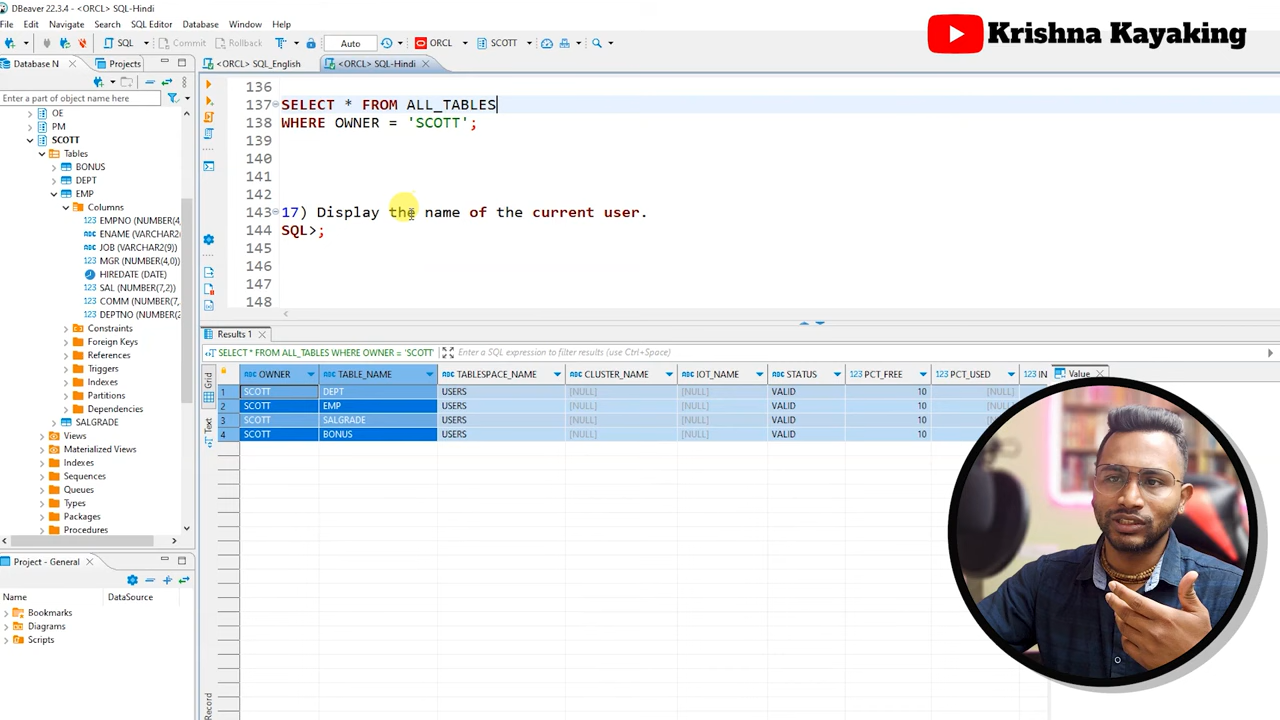 DBeaver 22.3.4 - <ORCL> SQL-Hindi
File Edit Navigate Search SQL Editor Database Window Help
SQL Commit Rollback Auto ORCL SCOTT
Krishna Kayaking
Database N Projects
<ORCL> SQL_English <ORCL> SQL-Hindi
Enter a part of object name here
OE
PM
SCOTT
Tables
BONUS
DEPT
EMP
Columns
EMPNO (NUMBER(4,
ENAME (VARCHAR2(
JOB (VARCHAR2(9))
MGR (NUMBER(4,0))
HIREDATE (DATE)
SAL (NUMBER(7,2))
COMM (NUMBER(7,
DEPTNO (NUMBER(2
Constraints
Foreign Keys
References
Triggers
Indexes
Partitions
Dependencies
SALGRADE
Views
Materialized Views
Indexes
Sequences
Queues
Types
Packages
Procedures
136
137 SELECT * FROM ALL_TABLES
138 WHERE OWNER = 'SCOTT';
139
140
141
142
143 17) Display the name of the current user.
144 SQL>;
145
146
147
148
Results 1
SELECT * FROM ALL_TABLES WHERE OWNER = 'SCOTT' Enter a SQL expression to filter results (use Ctrl+Space)
Grid
Text
Record
OWNER TABLE_NAME TABLESPACE_NAME CLUSTER_NAME IOT_NAME STATUS PCT_FREE PCT_USED IN Value
1 SCOTT DEPT USERS [NULL] [NULL] VALID 10 [NULL]
2 SCOTT EMP USERS [NULL] [NULL] VALID 10
3 SCOTT SALGRADE USERS [NULL] [NULL] VALID 10
4 SCOTT BONUS USERS [NULL] [NULL] VALID 10
Project - General
Name DataSource
Bookmarks
Diagrams
Scripts